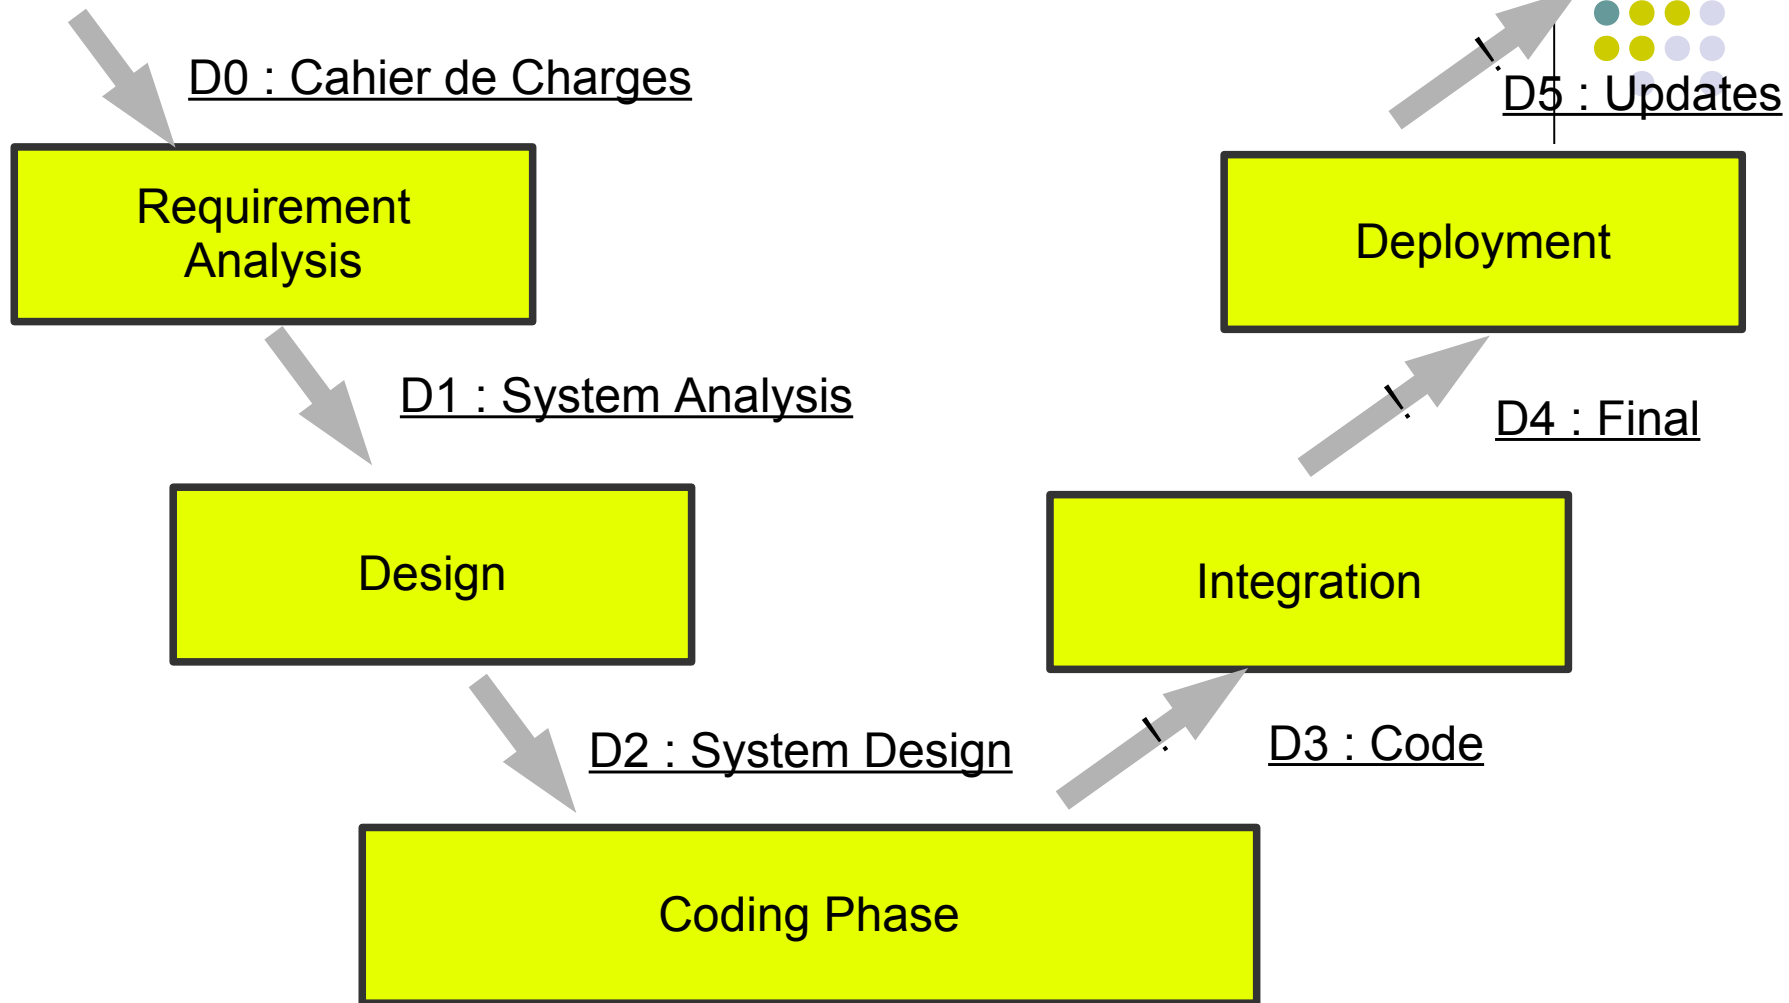 D0 : Cahier de Charges
D5 : Updates
Requirement
Analysis
Deployment
D1 : System Analysis
D4 : Final
Design
Integration
D2 : System Design
D3 : Code
Coding Phase